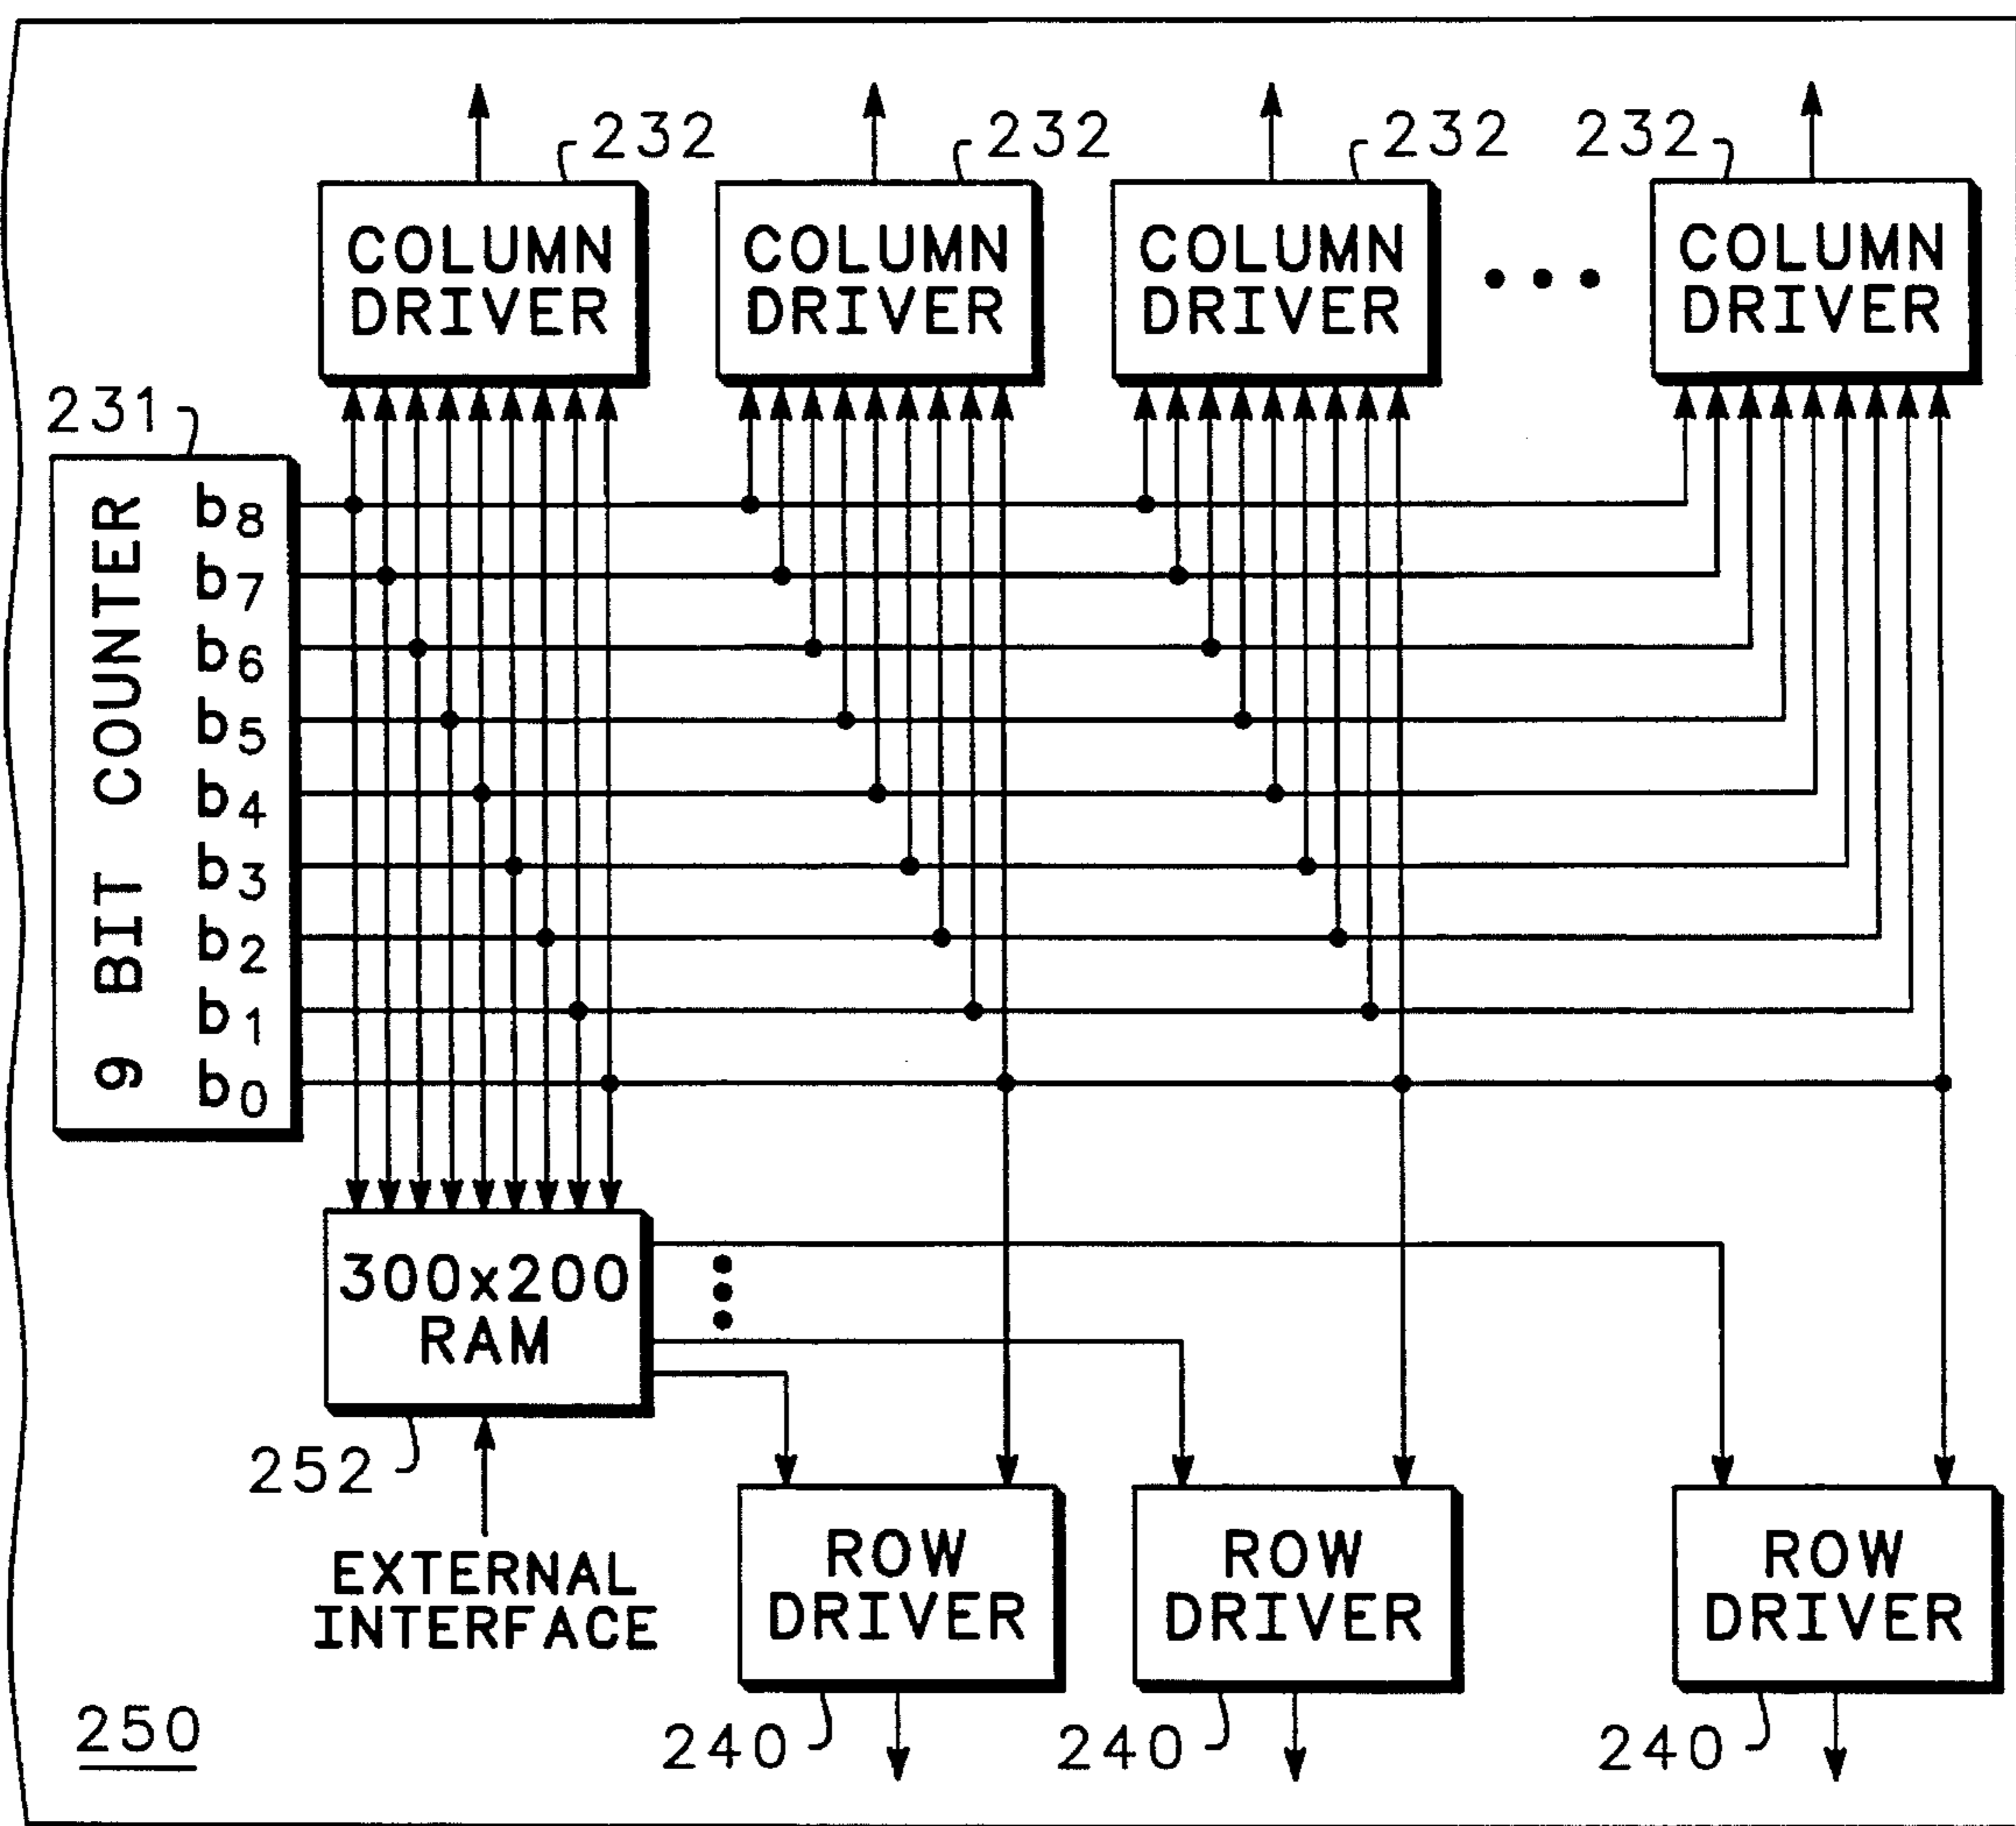 232
232
232
232
COLUMN
DRIVER
COLUMN
DRIVER
COLUMN
DRIVER
COLUMN
DRIVER
231
9 BIT COUNTER
b8
b7
b6
b5
b4
b3
b2
b1
b0
300x200
RAM
252
EXTERNAL
INTERFACE
ROW
DRIVER
ROW
DRIVER
ROW
DRIVER
240
240
240
250